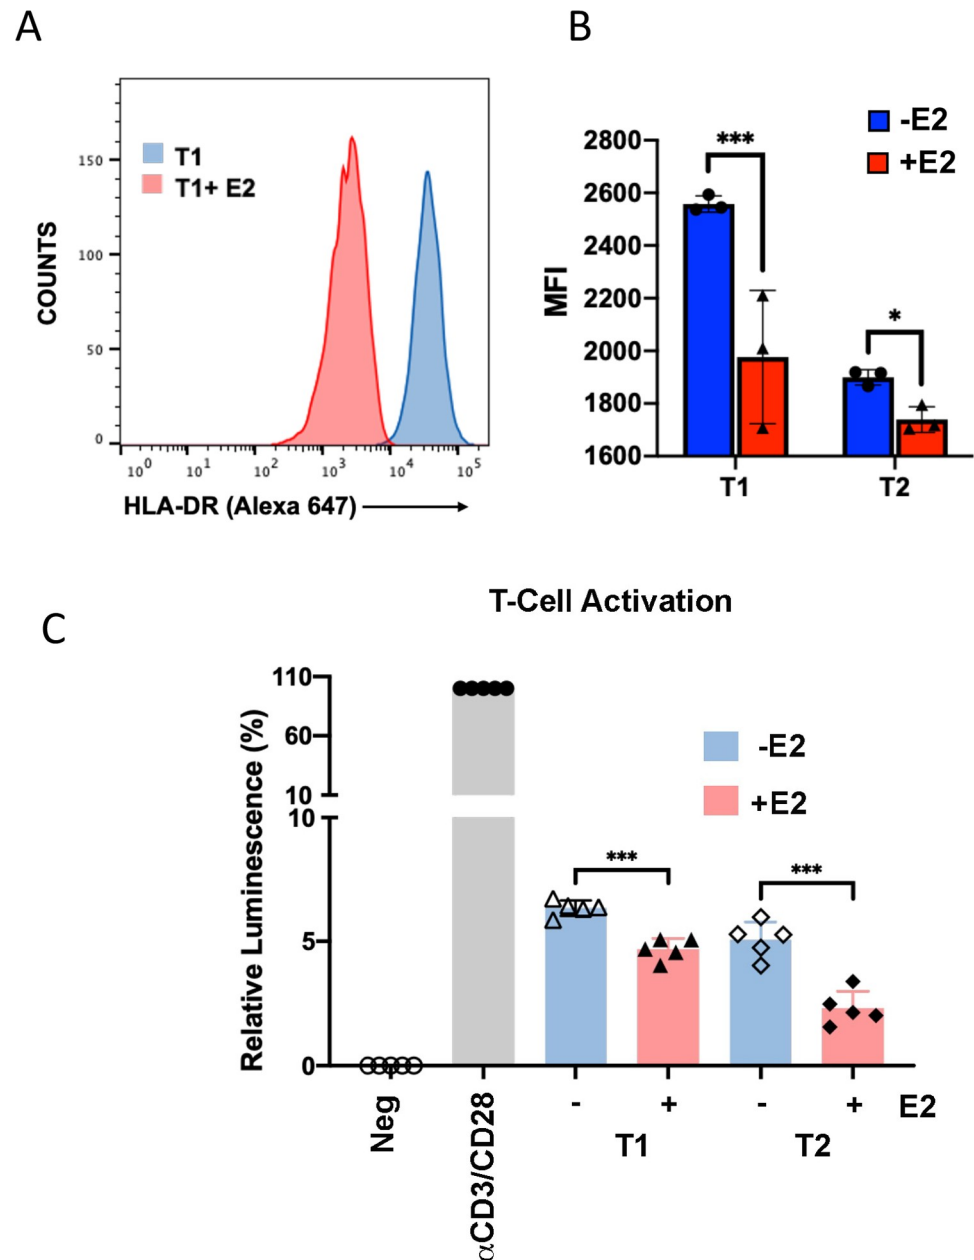 A
T1
T1+ E2
COUNTS
150
100
50
0
10^0 10^1 10^2 10^3 10^4 10^5
HLA-DR (Alexa 647)
B
-E2
+E2
MFI
2800
2600
2400
2200
2000
1800
1600
***
*
T1 T2
C
T-Cell Activation
Relative Luminescence (%)
110
60
10
10
5
0
-E2
+E2
***
***
Neg
αCD3/CD28
- + - + E2
T1 T2